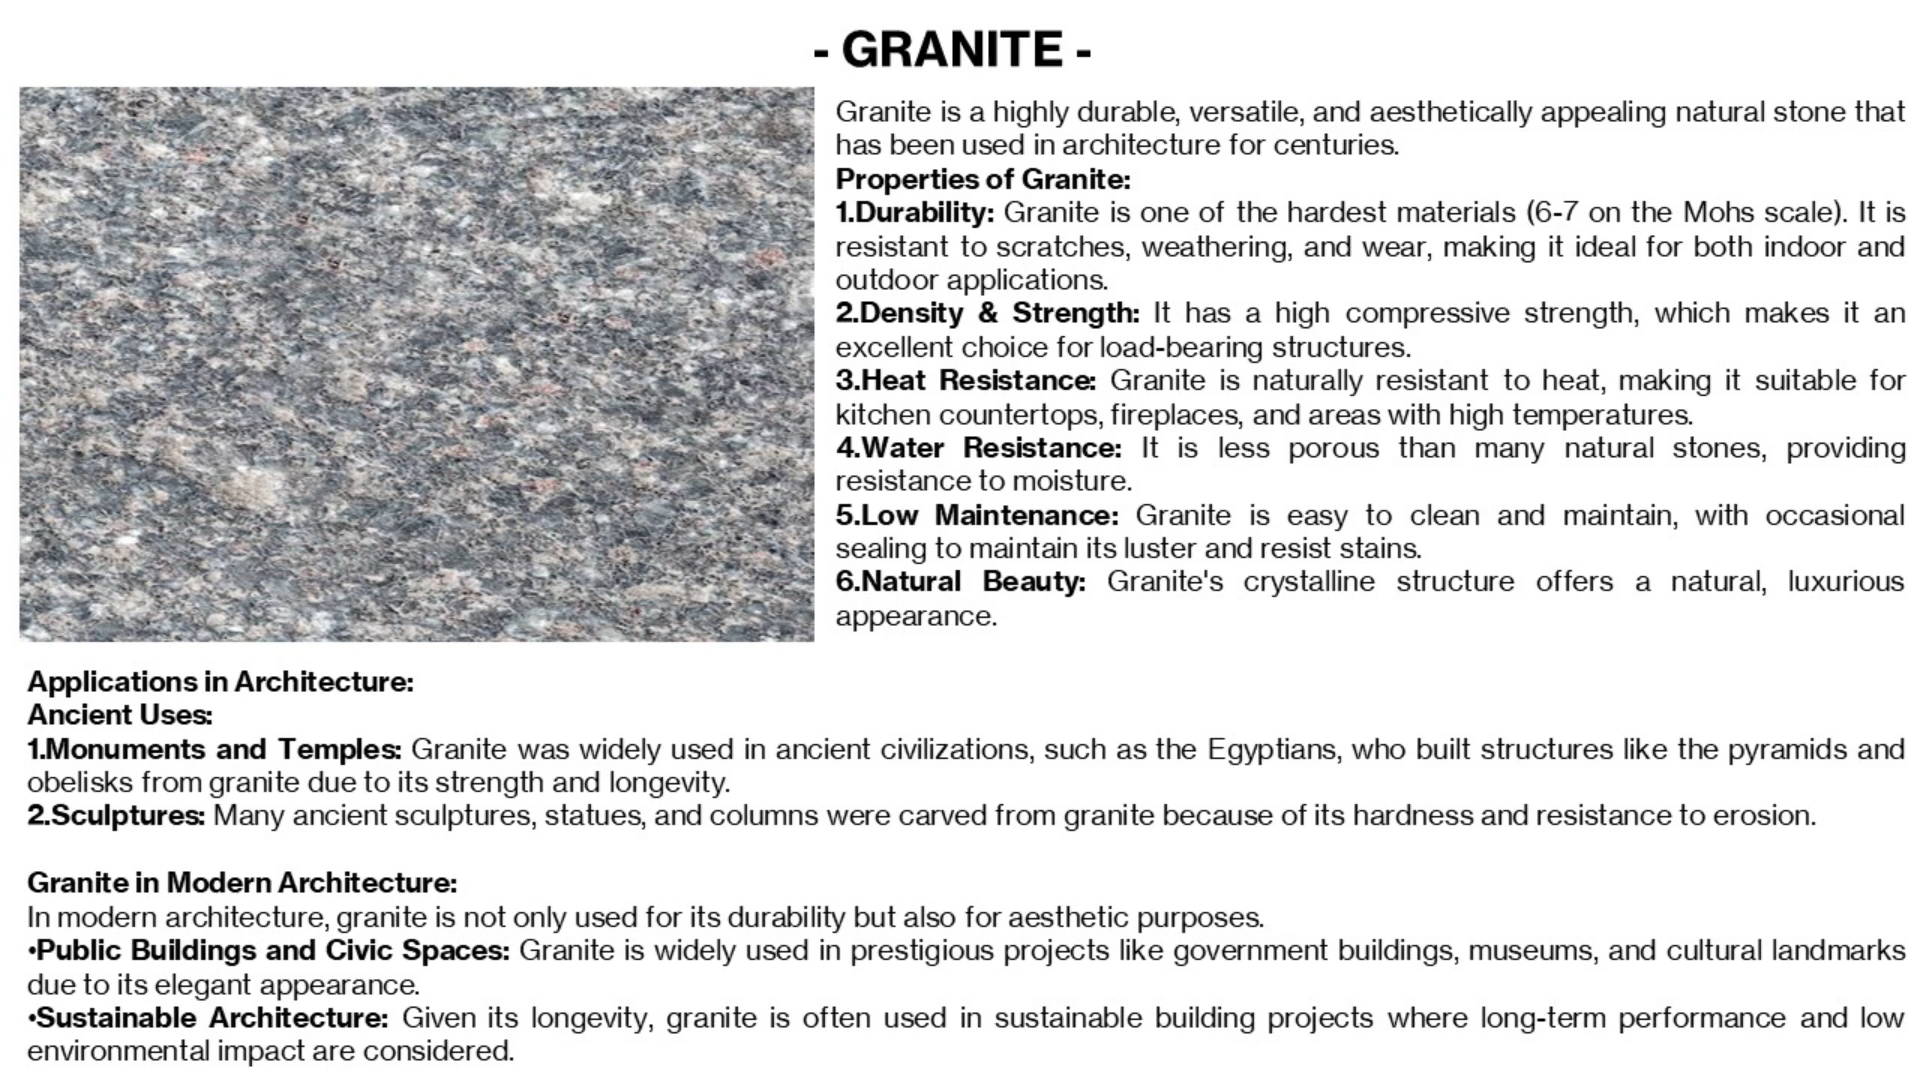 - GRANITE -
Granite is a highly durable, versatile, and aesthetically appealing natural stone that
has been used in architecture for centuries.
Properties of Granite:
1.Durability: Granite is one of the hardest materials (6-7 on the Mohs scale). It is
resistant to scratches, weathering, and wear, making it ideal for both indoor and
outdoor applications.
2.Density & Strength: It has a high compressive strength, which makes it an
excellent choice for load-bearing structures.
3.Heat Resistance: Granite is naturally resistant to heat, making it suitable for
kitchen countertops, fireplaces, and areas with high temperatures.
4.Water Resistance: It is less porous than many natural stones, providing
resistance to moisture.
5.Low Maintenance: Granite is easy to clean and maintain, with occasional
sealing to maintain its luster and resist stains.
6.Natural Beauty: Granite's crystalline structure offers a natural, luxurious
appearance.
Applications in Architecture:
Ancient Uses:
1.Monuments and Temples: Granite was widely used in ancient civilizations, such as the Egyptians, who built structures like the pyramids and
obelisks from granite due to its strength and longevity.
2.Sculptures: Many ancient sculptures, statues, and columns were carved from granite because of its hardness and resistance to erosion.
Granite in Modern Architecture:
In modern architecture, granite is not only used for its durability but also for aesthetic purposes.
•Public Buildings and Civic Spaces: Granite is widely used in prestigious projects like government buildings, museums, and cultural landmarks
due to its elegant appearance.
•Sustainable Architecture: Given its longevity, granite is often used in sustainable building projects where long-term performance and low
environmental impact are considered.